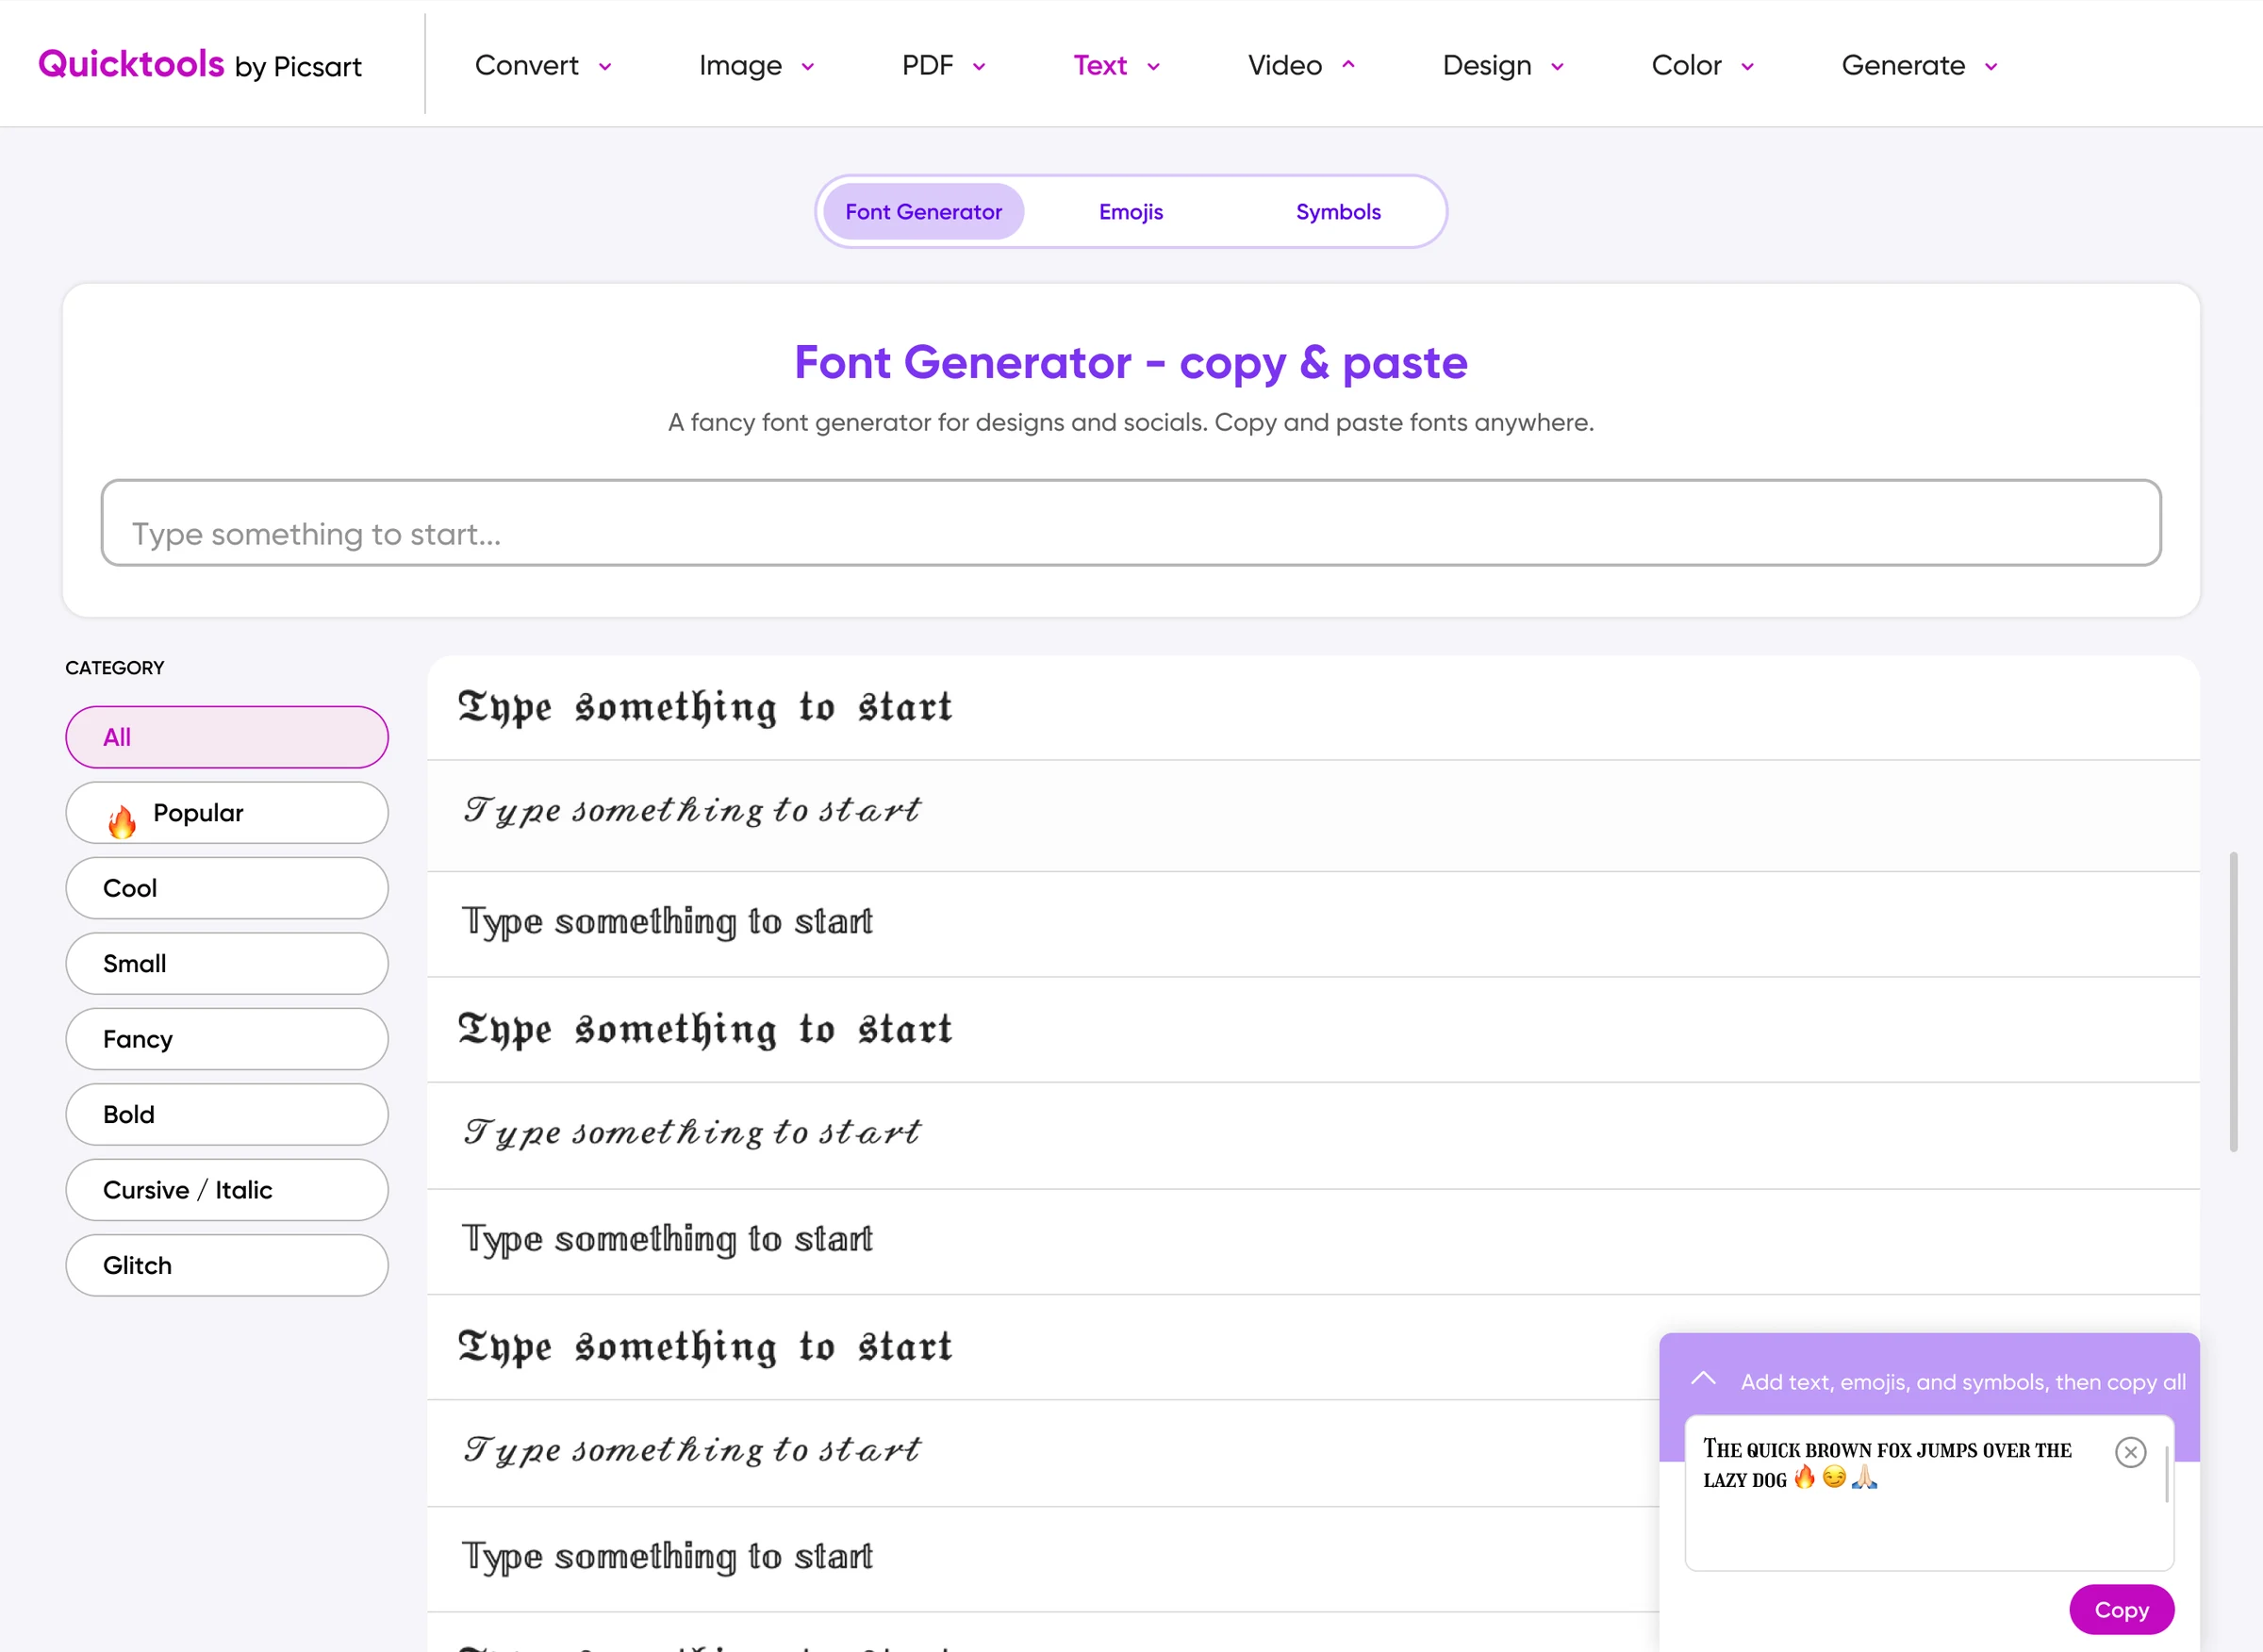 Quicktools by Picsart
Convert
Image
PDF
Text
Video
Design
Color
Generate
Font Generator
Emojis
Symbols
Font Generator - copy & paste
A fancy font generator for designs and socials. Copy and paste fonts anywhere.
Type something to start...
CATEGORY
All
🔥 Popular
Cool
Small
Fancy
Bold
Cursive / Italic
Glitch
𝕿𝖞𝖕𝖊 𝖘𝖔𝖒𝖊𝖙𝖍𝖎𝖓𝖌 𝖙𝖔 𝖘𝖙𝖆𝖗𝖙
𝒯𝓎𝓅𝑒 𝓈𝑜𝓂𝑒𝓉𝒽𝒾𝓃𝑔 𝓉𝑜 𝓈𝓉𝒶𝓇𝓉
𝕋𝕪𝕡𝕖 𝕤𝕠𝕞𝕖𝕥𝕙𝕚𝕟𝕘 𝕥𝕠 𝕤𝕥𝕒𝕣𝕥
𝕿𝖞𝖕𝖊 𝖘𝖔𝖒𝖊𝖙𝖍𝖎𝖓𝖌 𝖙𝖔 𝖘𝖙𝖆𝖗𝖙
𝒯𝓎𝓅𝑒 𝓈𝑜𝓂𝑒𝓉𝒽𝒾𝓃𝑔 𝓉𝑜 𝓈𝓉𝒶𝓇𝓉
𝕋𝕪𝕡𝕖 𝕤𝕠𝕞𝕖𝕥𝕙𝕚𝕟𝕘 𝕥𝕠 𝕤𝕥𝕒𝕣𝕥
𝕿𝖞𝖕𝖊 𝖘𝖔𝖒𝖊𝖙𝖍𝖎𝖓𝖌 𝖙𝖔 𝖘𝖙𝖆𝖗𝖙
𝒯𝓎𝓅𝑒 𝓈𝑜𝓂𝑒𝓉𝒽𝒾𝓃𝑔 𝓉𝑜 𝓈𝓉𝒶𝓇𝓉
𝕋𝕪𝕡𝕖 𝕤𝕠𝕞𝕖𝕥𝕙𝕚𝕟𝕘 𝕥𝕠 𝕤𝕥𝕒𝕣𝕥
Add text, emojis, and symbols, then copy all
The quick brown fox jumps over the
lazy dog 🔥 😏 🙏🏻
Copy